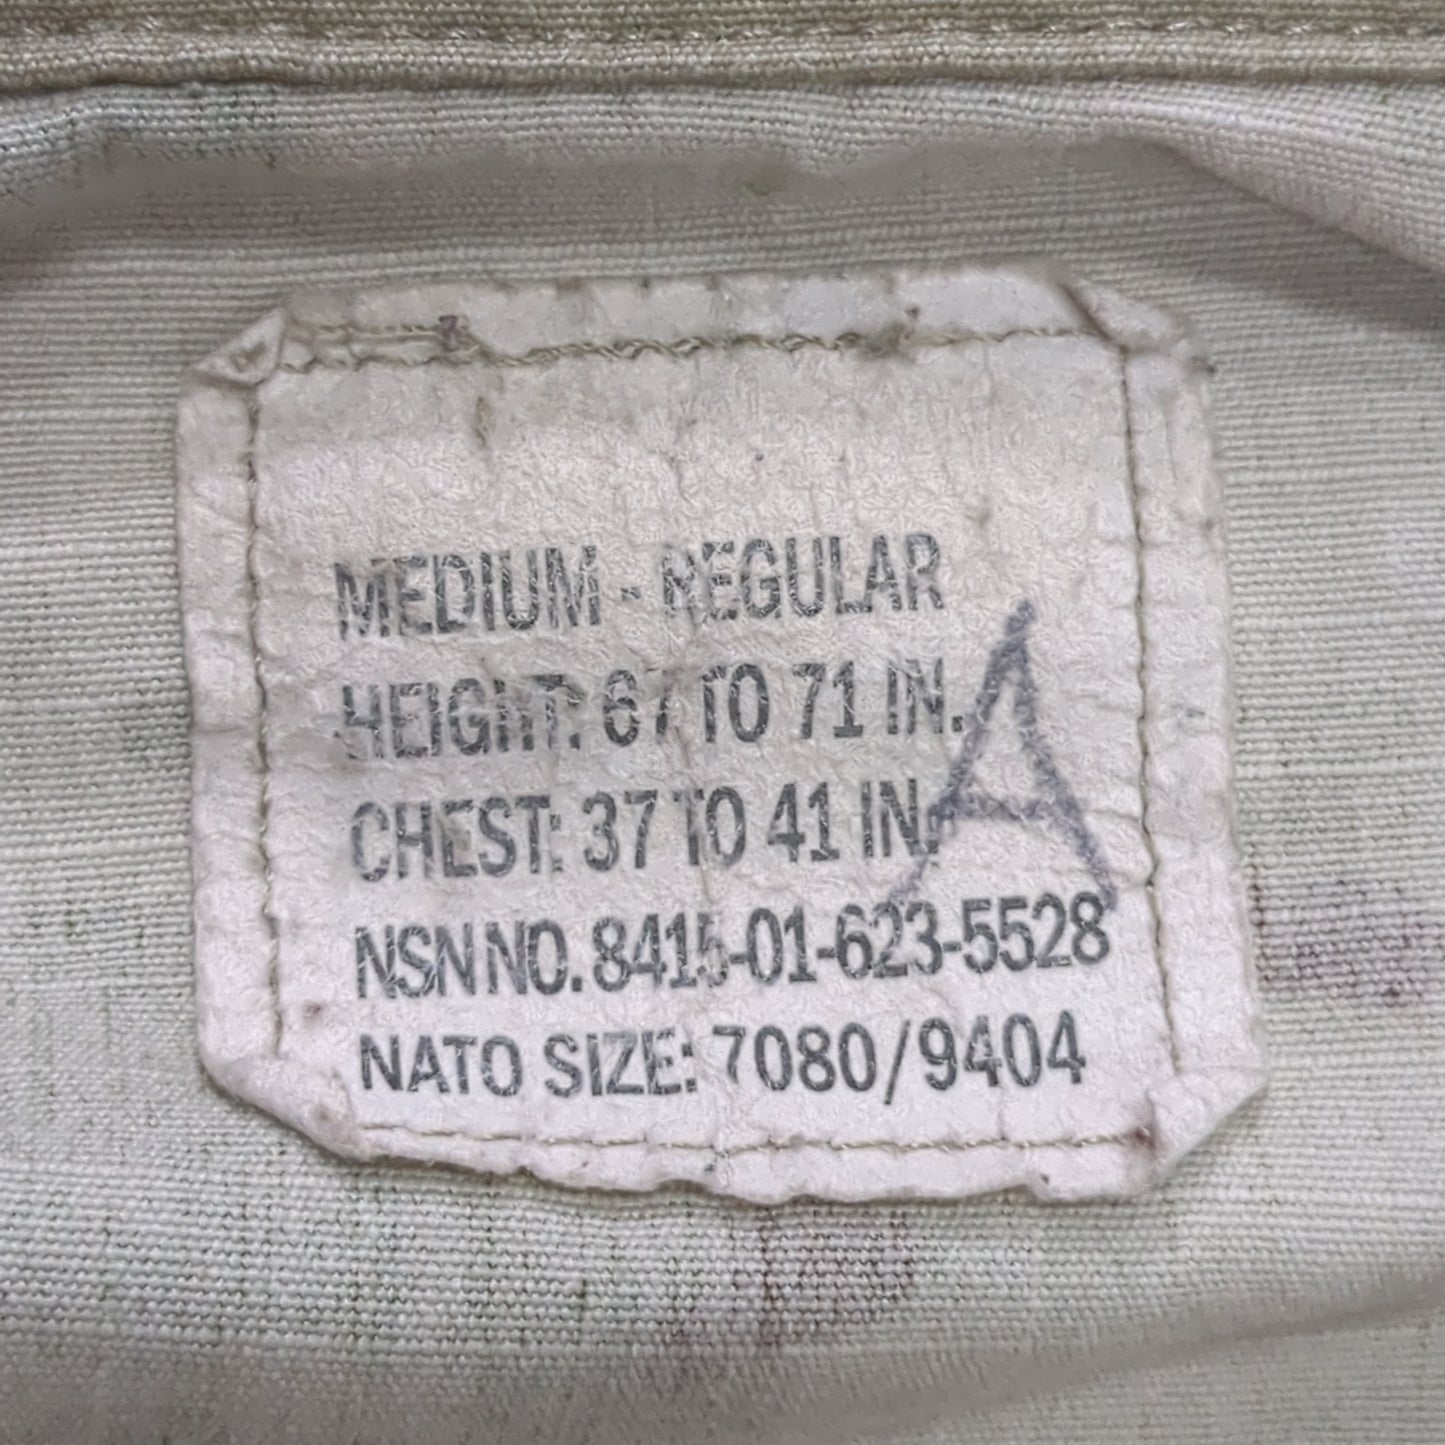 MEDIUM - REGULAR
HEIGHT: 67 TO 71 IN.
CHEST: 37 TO 41 IN.
A
NSN NO. 8415-01-623-5528
NATO SIZE: 7080/9404